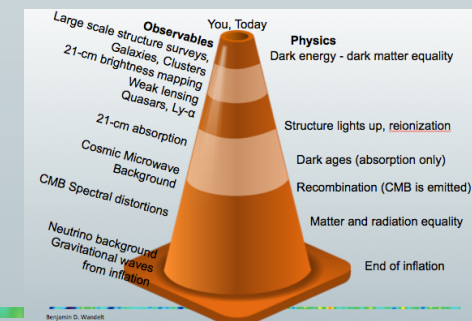 You, Today
Observables
Large scale structure surveys,
Galaxies, Clusters
21-cm brightness mapping
Weak lensing
Quasars, Ly-α
21-cm absorption
Cosmic Microwave
Background
CMB Spectral distortions
Neutrino background
Gravitational waves
from inflation
Physics
Dark energy - dark matter equality
Structure lights up, reionization
Dark ages (absorption only)
Recombination (CMB is emitted)
Matter and radiation equality
End of inflation
Benjamin D. Wandelt